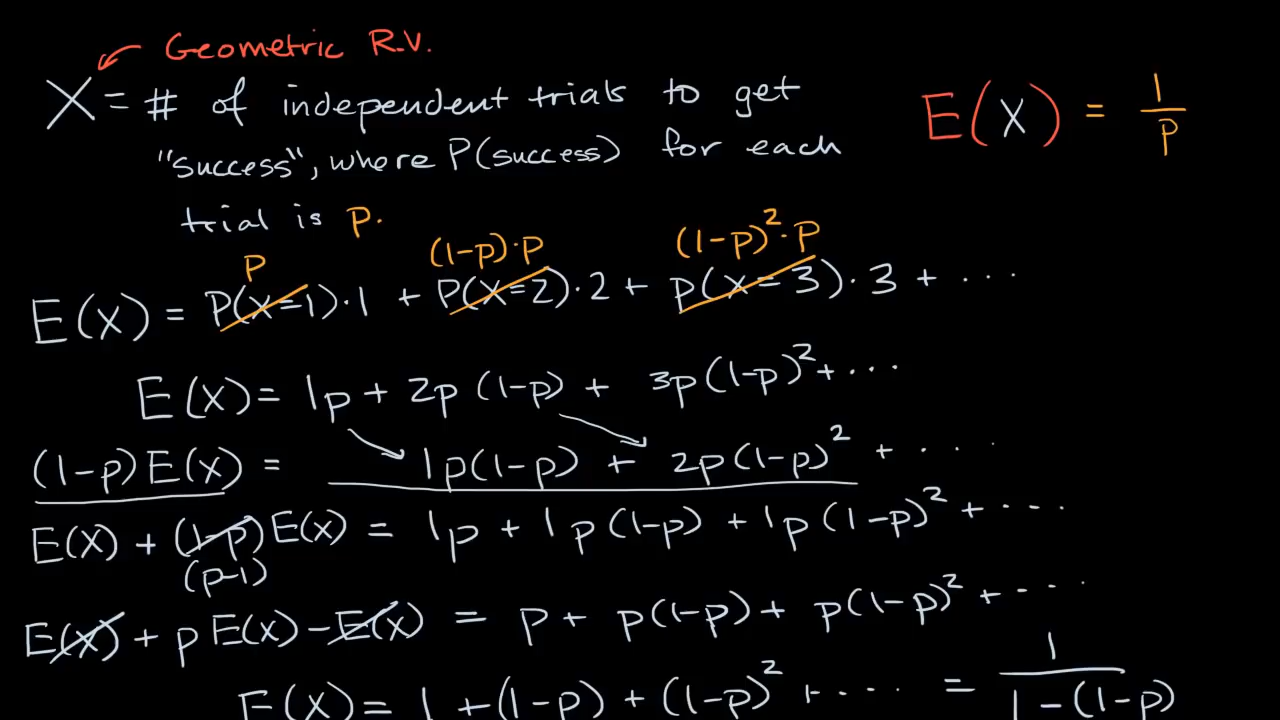 Geometric R.V.
X = # of independent trials to get
"success", where P(success) for each
trial is p.
E(X) = 1/p
p (1-p)·p (1-p)²·p
E(X) = P(X=1)·1 + P(X=2)·2 + P(X=3)·3 + ...
E(X) = 1p + 2p(1-p) + 3p(1-p)² + ...
(1-p)E(X) = 1p(1-p) + 2p(1-p)² + ...
E(X) + (1-p)E(X) = 1p + 1p(1-p) + 1p(1-p)² + ...
(p-1)
E(X) + pE(X) - E(X) = p + p(1-p) + p(1-p)² + ...
E(X) = 1 + (1-p) + (1-p)² + .... = 1/(1-(1-p))